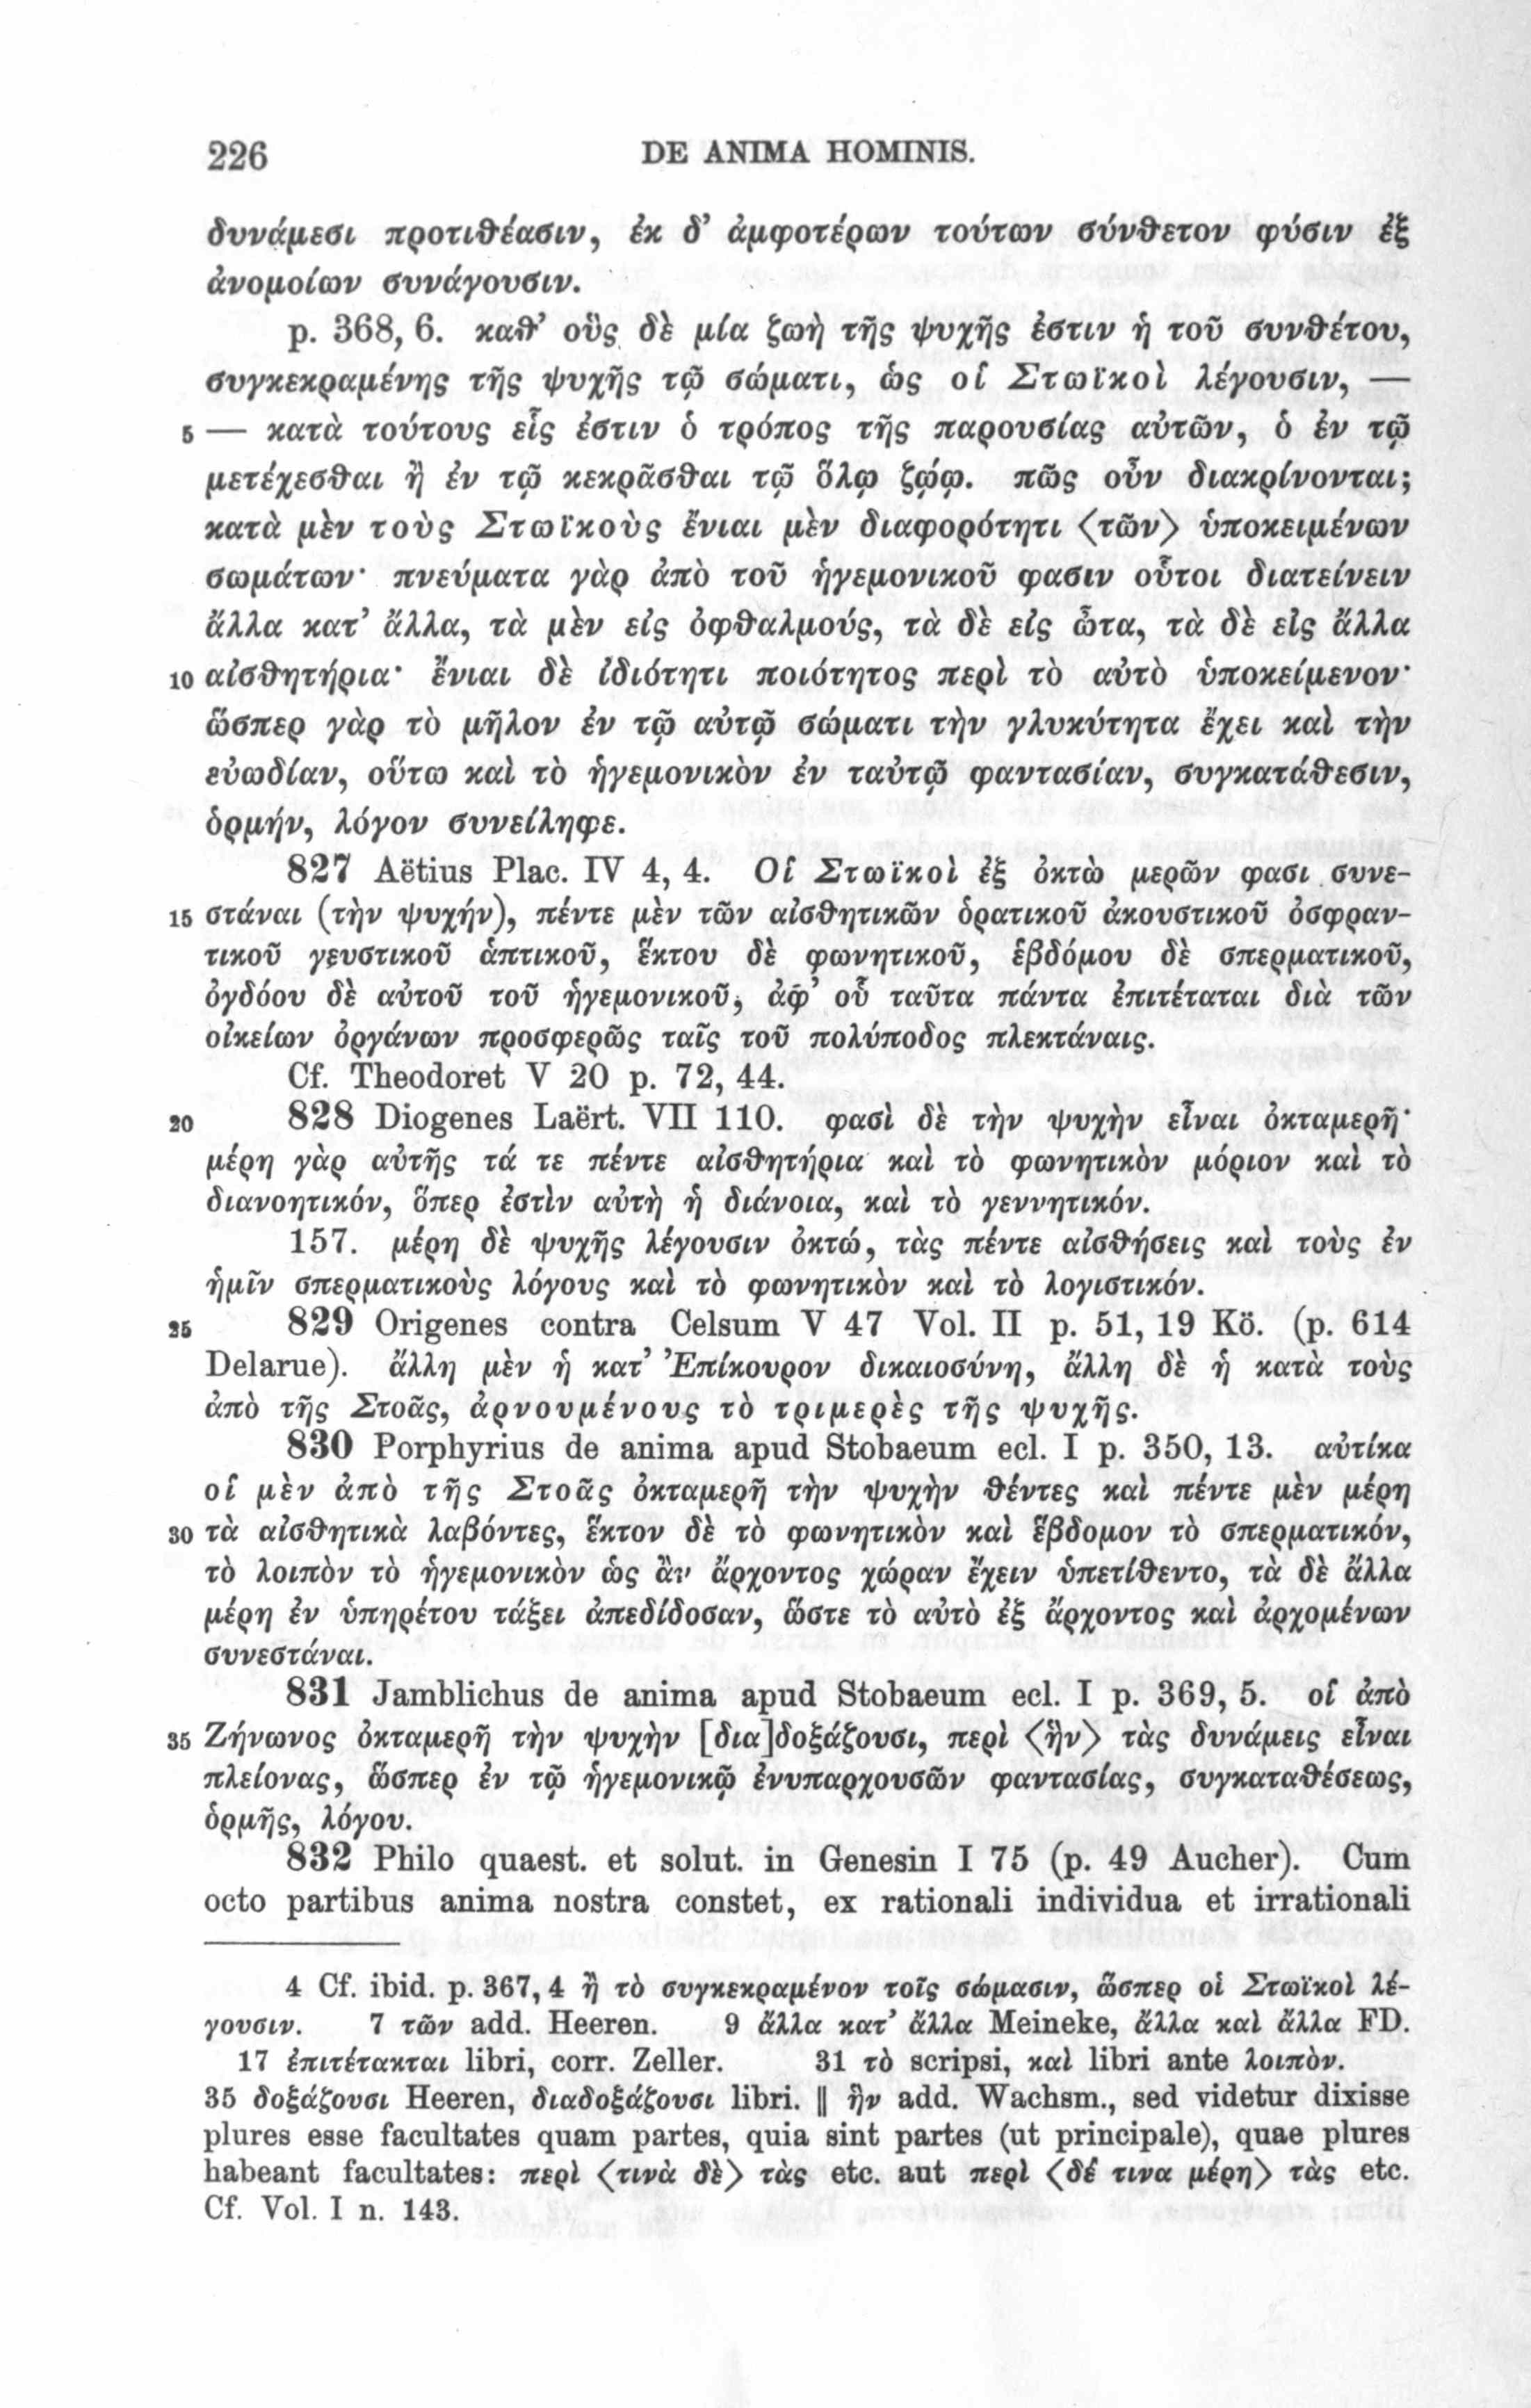 226 DE ANIMA HOMINIS.
δυνάμεσι προτιθέασιν, ἐκ δ’ ἀμφοτέρων τούτων σύνθετον φύσιν ἐξ
ἀνομοίων συνάγουσιν.
p. 368, 6. καθ’ οὓς δὲ μία ζωὴ τῆς ψυχῆς ἐστιν ἡ τοῦ συνθέτου,
συγκεκραμένης τῆς ψυχῆς τῷ σώματι, ὡς οἱ Στωϊκοὶ λέγουσιν, —
5 — κατὰ τούτους εἷς ἐστιν ὁ τρόπος τῆς παρουσίας αὐτῶν, ὁ ἐν τῷ
μετέχεσθαι ἢ ἐν τῷ κεκρᾶσθαι τῷ ὅλῳ ζῴῳ. πῶς οὖν διακρίνονται;
κατὰ μὲν τοὺς Στωϊκοὺς ἔνιαι μὲν διαφορότητι 〈τῶν〉 ὑποκειμένων
σωμάτων· πνεύματα γὰρ ἀπὸ τοῦ ἡγεμονικοῦ φασιν οὗτοι διατείνειν
ἄλλα κατ’ ἄλλα, τὰ μὲν εἰς ὀφθαλμούς, τὰ δὲ εἰς ὦτα, τὰ δὲ εἰς ἄλλα
10 αἰσθητήρια· ἔνιαι δὲ ἰδιότητι ποιότητος περὶ τὸ αὐτὸ ὑποκείμενον·
ὥσπερ γὰρ τὸ μῆλον ἐν τῷ αὐτῷ σώματι τὴν γλυκύτητα ἔχει καὶ τὴν
εὐωδίαν, οὕτω καὶ τὸ ἡγεμονικὸν ἐν ταὐτῷ φαντασίαν, συγκατάθεσιν,
ὁρμήν, λόγον συνείληφε.
827 Aëtius Plac. IV 4, 4. Οἱ Στωϊκοὶ ἐξ ὀκτὼ μερῶν φασι συνε-
15 στάναι (τὴν ψυχήν), πέντε μὲν τῶν αἰσθητικῶν ὁρατικοῦ ἀκουστικοῦ ὀσφραν-
τικοῦ γευστικοῦ ἁπτικοῦ, ἕκτου δὲ φωνητικοῦ, ἑβδόμου δὲ σπερματικοῦ,
ὀγδόου δὲ αὐτοῦ τοῦ ἡγεμονικοῦ, ἀφ’ οὗ ταῦτα πάντα ἐπιτέταται διὰ τῶν
οἰκείων ὀργάνων προσφερῶς ταῖς τοῦ πολύποδος πλεκτάναις.
Cf. Theodoret V 20 p. 72, 44.
20 828 Diogenes Laërt. VII 110. φασὶ δὲ τὴν ψυχὴν εἶναι ὀκταμερῆ·
μέρη γὰρ αὐτῆς τά τε πέντε αἰσθητήρια καὶ τὸ φωνητικὸν μόριον καὶ τὸ
διανοητικόν, ὅπερ ἐστὶν αὐτὴ ἡ διάνοια, καὶ τὸ γεννητικόν.
157. μέρη δὲ ψυχῆς λέγουσιν ὀκτώ, τὰς πέντε αἰσθήσεις καὶ τοὺς ἐν
ἡμῖν σπερματικοὺς λόγους καὶ τὸ φωνητικὸν καὶ τὸ λογιστικόν.
25 829 Origenes contra Celsum V 47 Vol. II p. 51, 19 Kö. (p. 614
Delarue). ἄλλη μὲν ἡ κατ’ Ἐπίκουρον δικαιοσύνη, ἄλλη δὲ ἡ κατὰ τοὺς
ἀπὸ τῆς Στοᾶς, ἀρνουμένους τὸ τριμερὲς τῆς ψυχῆς.
830 Porphyrius de anima apud Stobaeum ecl. I p. 350, 13. αὐτίκα
οἱ μὲν ἀπὸ τῆς Στοᾶς ὀκταμερῆ τὴν ψυχὴν θέντες καὶ πέντε μὲν μέρη
30 τὰ αἰσθητικὰ λαβόντες, ἕκτον δὲ τὸ φωνητικὸν καὶ ἕβδομον τὸ σπερματικόν,
τὸ λοιπὸν τὸ ἡγεμονικὸν ὡς ἂν ἄρχοντος χώραν ἔχειν ὑπετίθεντο, τὰ δὲ ἄλλα
μέρη ἐν ὑπηρέτου τάξει ἀπεδίδοσαν, ὥστε τὸ αὐτὸ ἐξ ἄρχοντος καὶ ἀρχομένων
συνεστάναι.
831 Jamblichus de anima apud Stobaeum ecl. I p. 369, 5. οἱ ἀπὸ
35 Ζήνωνος ὀκταμερῆ τὴν ψυχὴν [δια]δοξάζουσι, περὶ 〈ἣν〉 τὰς δυνάμεις εἶναι
πλείονας, ὥσπερ ἐν τῷ ἡγεμονικῷ ἐνυπαρχουσῶν φαντασίας, συγκαταθέσεως,
ὁρμῆς, λόγου.
832 Philo quaest. et solut. in Genesin I 75 (p. 49 Aucher). Cum
octo partibus anima nostra constet, ex rationali individua et irrationali
4 Cf. ibid. p. 367, 4 ἢ τὸ συγκεκραμένον τοῖς σώμασιν, ὥσπερ οἱ Στωϊκοὶ λέ-
γουσιν. 7 τῶν add. Heeren. 9 ἄλλα κατ’ ἄλλα Meineke, ἄλλα καὶ ἄλλα FD.
17 ἐπιτέτακται libri, corr. Zeller. 31 τὸ scripsi, καὶ libri ante λοιπὸν.
35 δοξάζουσι Heeren, διαδοξάζουσι libri. || ἣν add. Wachsm., sed videtur dixisse
plures esse facultates quam partes, quia sint partes (ut principale), quae plures
habeant facultates: περὶ 〈τινὰ δὲ〉 τὰς etc. aut περὶ 〈δέ τινα μέρη〉 τὰς etc.
Cf. Vol. I n. 143.